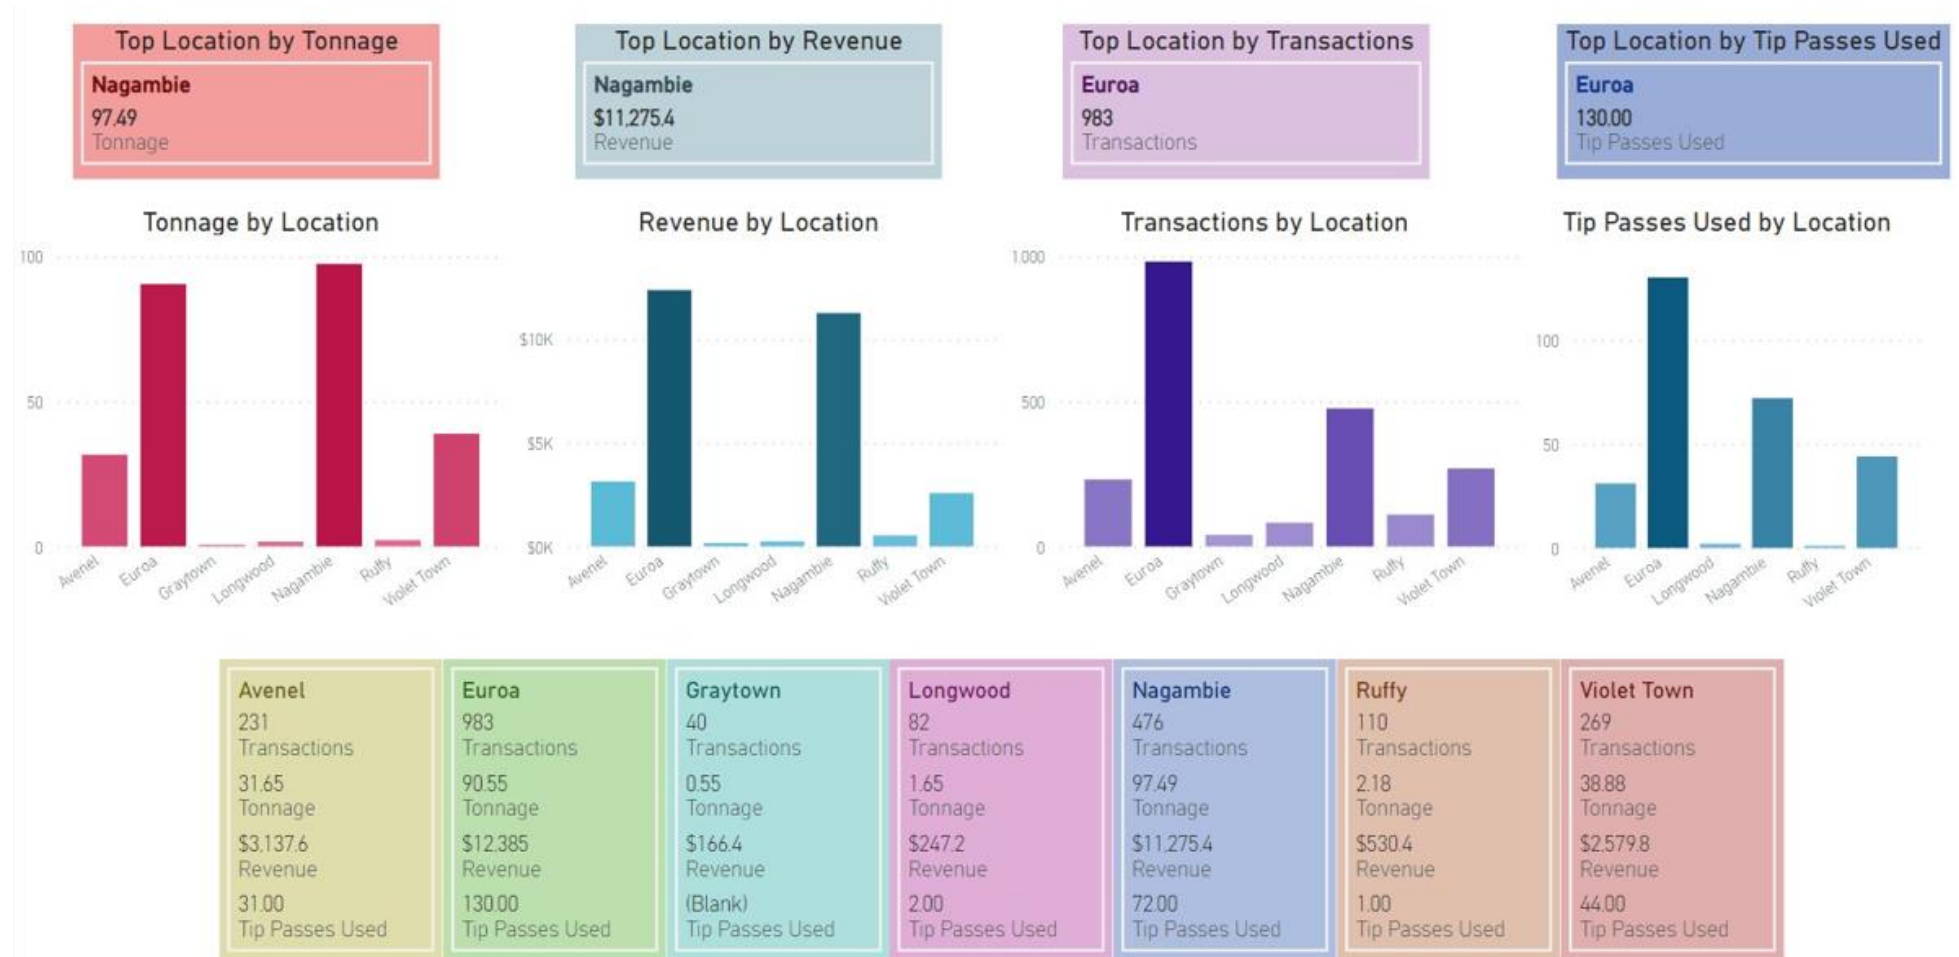 Top Location by Tonnage
Nagambie
97.49
Tonnage
Top Location by Revenue
Nagambie
$11,275.4
Revenue
Top Location by Transactions
Euroa
983
Transactions
Top Location by Tip Passes Used
Euroa
130.00
Tip Passes Used
Tonnage by Location
100
50
0
Avenel
Euroa
Graytown
Longwood
Nagambie
Ruffy
Violet Town
Revenue by Location
$10K
$5K
$0K
Avenel
Euroa
Graytown
Longwood
Nagambie
Ruffy
Violet Town
Transactions by Location
1,000
500
0
Avenel
Euroa
Graytown
Longwood
Nagambie
Ruffy
Violet Town
Tip Passes Used by Location
100
50
0
Avenel
Euroa
Longwood
Nagambie
Ruffy
Violet Town
Avenel
231
Transactions
31.65
Tonnage
$3,137.6
Revenue
31.00
Tip Passes Used
Euroa
983
Transactions
90.55
Tonnage
$12,385
Revenue
130.00
Tip Passes Used
Graytown
40
Transactions
0.55
Tonnage
$166.4
Revenue
(Blank)
Tip Passes Used
Longwood
82
Transactions
1.65
Tonnage
$247.2
Revenue
2.00
Tip Passes Used
Nagambie
476
Transactions
97.49
Tonnage
$11,275.4
Revenue
72.00
Tip Passes Used
Ruffy
110
Transactions
2.18
Tonnage
$530.4
Revenue
1.00
Tip Passes Used
Violet Town
269
Transactions
38.88
Tonnage
$2,579.8
Revenue
44.00
Tip Passes Used